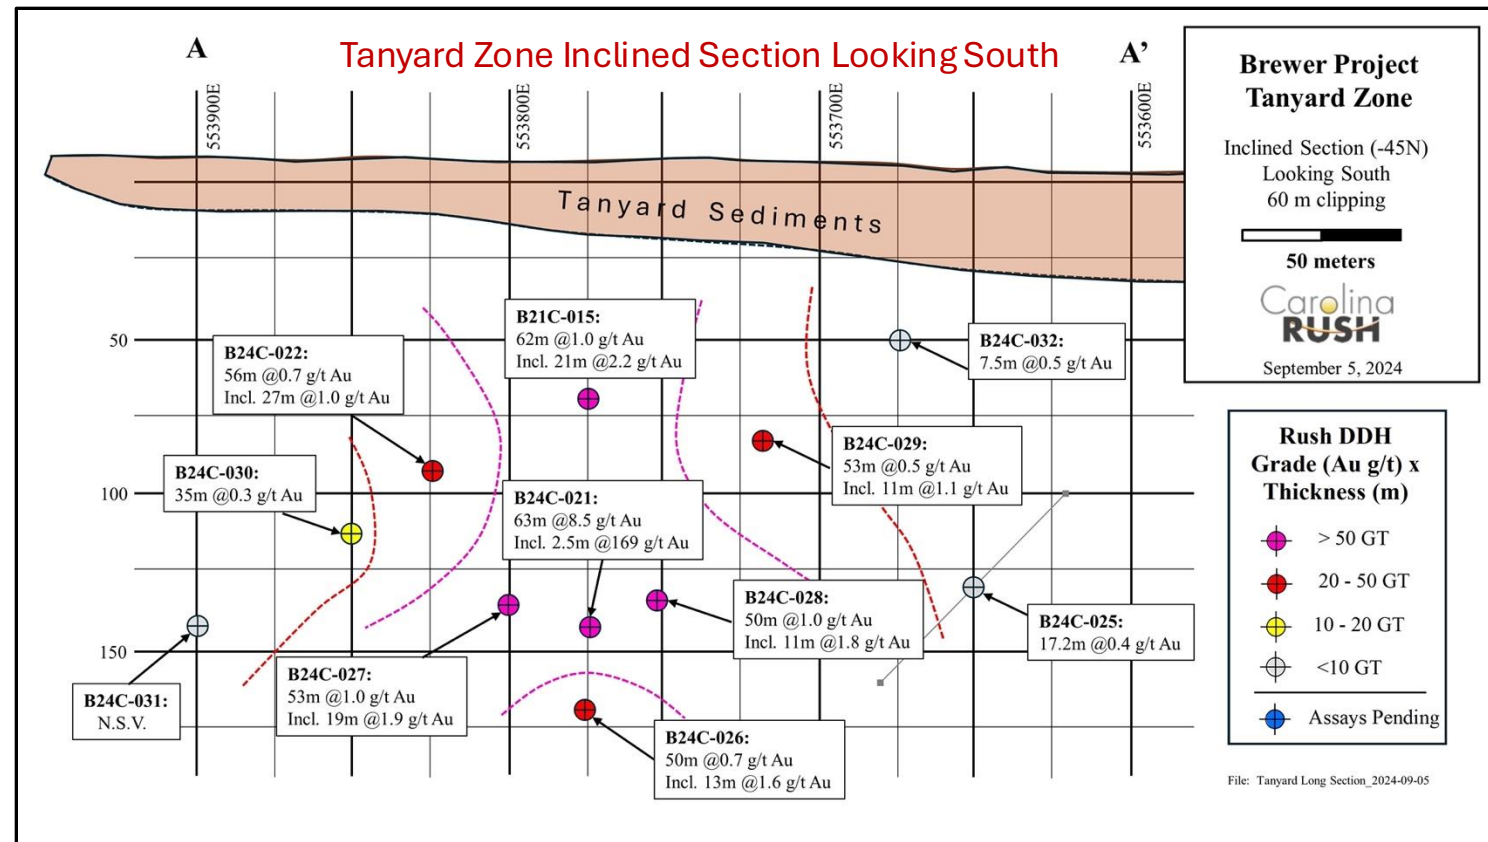 A
Tanyard Zone Inclined Section Looking South
A’
553900E
553800E
553700E
553600E
Tanyard Sediments
50
100
150
B24C-022:
56m @0.7 g/t Au
Incl. 27m @1.0 g/t Au
B21C-015:
62m @1.0 g/t Au
Incl. 21m @2.2 g/t Au
B24C-032:
7.5m @0.5 g/t Au
B24C-030:
35m @0.3 g/t Au
B24C-021:
63m @8.5 g/t Au
Incl. 2.5m @169 g/t Au
B24C-029:
53m @0.5 g/t Au
Incl. 11m @1.1 g/t Au
B24C-028:
50m @1.0 g/t Au
Incl. 11m @1.8 g/t Au
B24C-025:
17.2m @0.4 g/t Au
B24C-031:
N.S.V.
B24C-027:
53m @1.0 g/t Au
Incl. 19m @1.9 g/t Au
B24C-026:
50m @0.7 g/t Au
Incl. 13m @1.6 g/t Au
Brewer Project
Tanyard Zone
Inclined Section (-45N)
Looking South
60 m clipping
50 meters
Carolina
RUSH
September 5, 2024
Rush DDH
Grade (Au g/t) x
Thickness (m)
> 50 GT
20 - 50 GT
10 - 20 GT
<10 GT
Assays Pending
File: Tanyard Long Section_2024-09-05